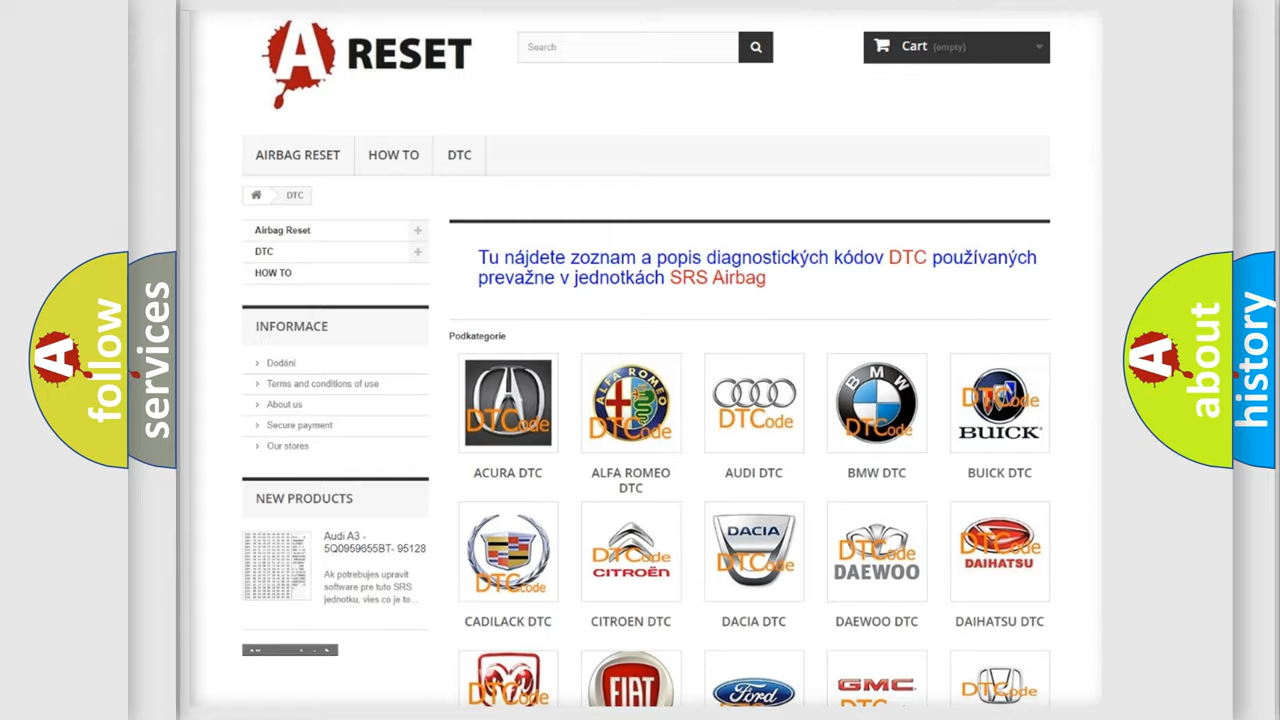 A RESET
Search
Cart (empty)
AIRBAG RESET
HOW TO
DTC
DTC
Airbag Reset
DTC
HOW TO
INFORMACE
Dodání
Terms and conditions of use
About us
Secure payment
Our stores
NEW PRODUCTS
Audi A3 -
5Q0959655BT- 95128
Ak potrebujes upravit
software pre tuto SRS
jednotku, vies co je to...
Tu nájdete zoznam a popis diagnostických kódov DTC používaných
prevažne v jednotkách SRS Airbag
Podkategorie
DTCode
ALFA ROMEO
DTCode
DTCode
BMW
DTCode
DTCode
BUICK
ACURA DTC
ALFA ROMEO
DTC
AUDI DTC
BMW DTC
BUICK DTC
DTCode
DTCode
CITROËN
DACIA
DTCode
DTCode
DAEWOO
DTCode
DAIHATSU
CADILACK DTC
CITROEN DTC
DACIA DTC
DAEWOO DTC
DAIHATSU DTC
DTCode
FIAT
Ford
GMC
DTCode
A follow
services
A about
history